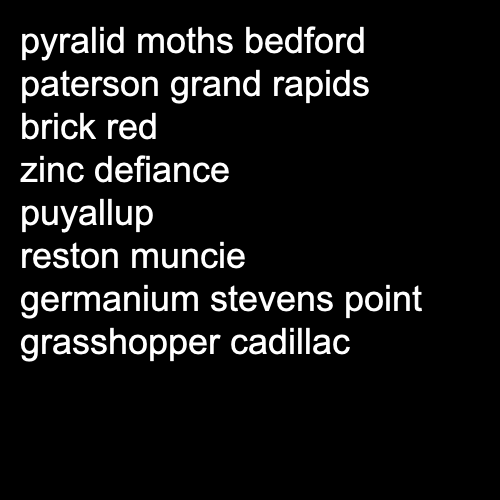 pyralid moths bedford
paterson grand rapids
brick red
zinc defiance
puyallup
reston muncie
germanium stevens point
grasshopper cadillac